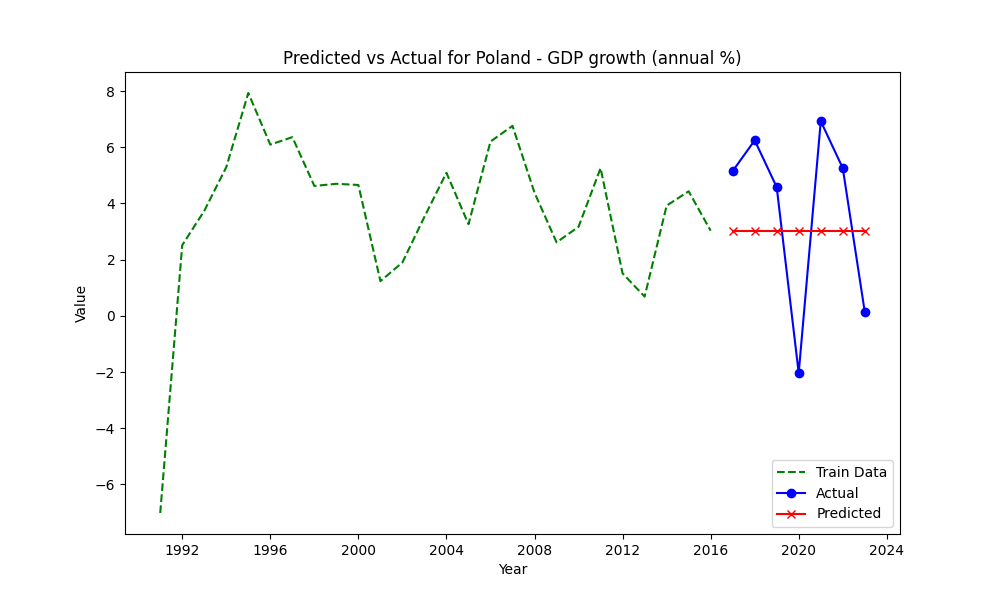 Predicted vs Actual for Poland - GDP growth (annual %)
Value
8
6
4
2
0
−2
−4
−6
Train Data
Actual
Predicted
1992 1996 2000 2004 2008 2012 2016 2020 2024
Year